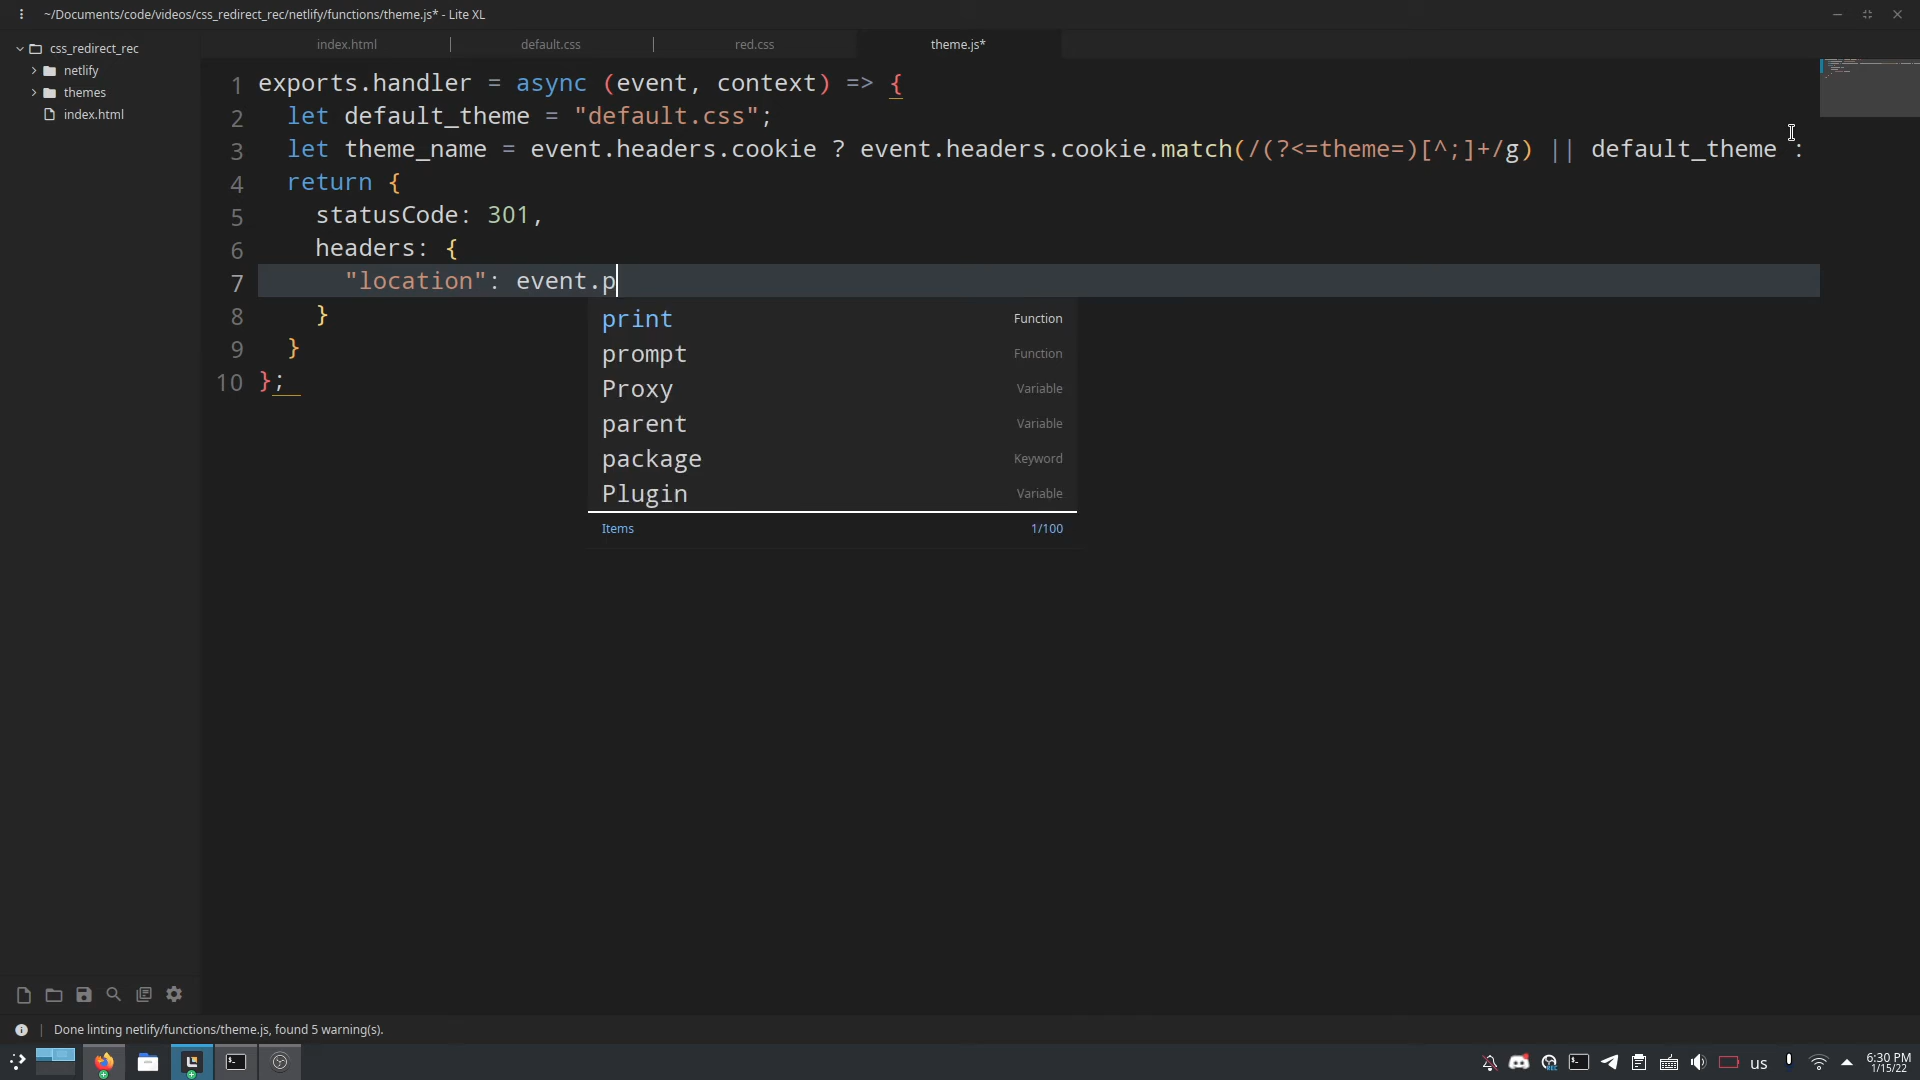 ~/Documents/code/videos/css_redirect_rec/netlify/functions/theme.js* - Lite XL
css_redirect_rec
netlify
themes
index.html
index.html
default.css
red.css
theme.js*
1 exports.handler = async (event, context) => {
2 let default_theme = "default.css";
3 let theme_name = event.headers.cookie ? event.headers.cookie.match(/(?<=theme=)[^;]+/g) || default_theme :
4 return {
5 statusCode: 301,
6 headers: {
7 "location": event.p
8 }
9 }
10 };
print Function
prompt Function
Proxy Variable
parent Variable
package Keyword
Plugin Variable
Items 1/100
Done linting netlify/functions/theme.js, found 5 warning(s).
us
6:30 PM
1/15/22